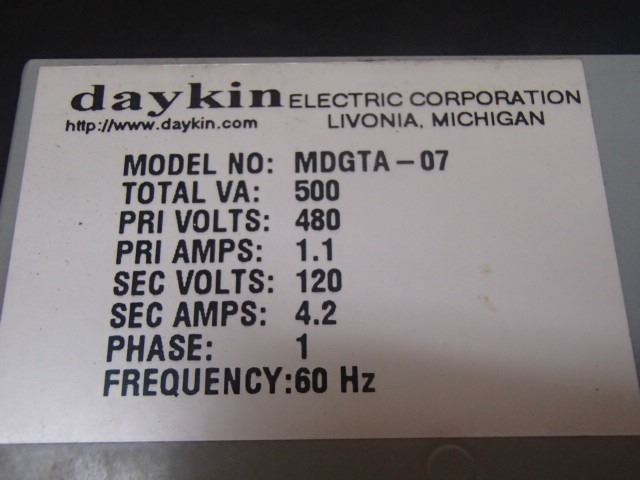 daykin ELECTRIC CORPORATION
http://www.daykin.com LIVONIA, MICHIGAN
MODEL NO: MDGTA-07
TOTAL VA: 500
PRI VOLTS: 480
PRI AMPS: 1.1
SEC VOLTS: 120
SEC AMPS: 4.2
PHASE: 1
FREQUENCY:60 Hz